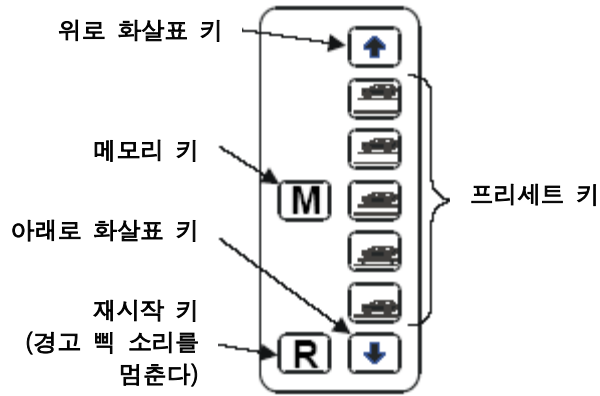 위로 화살표 키
메모리 키
M
프리세트 키
아래로 화살표 키
재시작 키
(경고 삑 소리를
멈춘다)
R